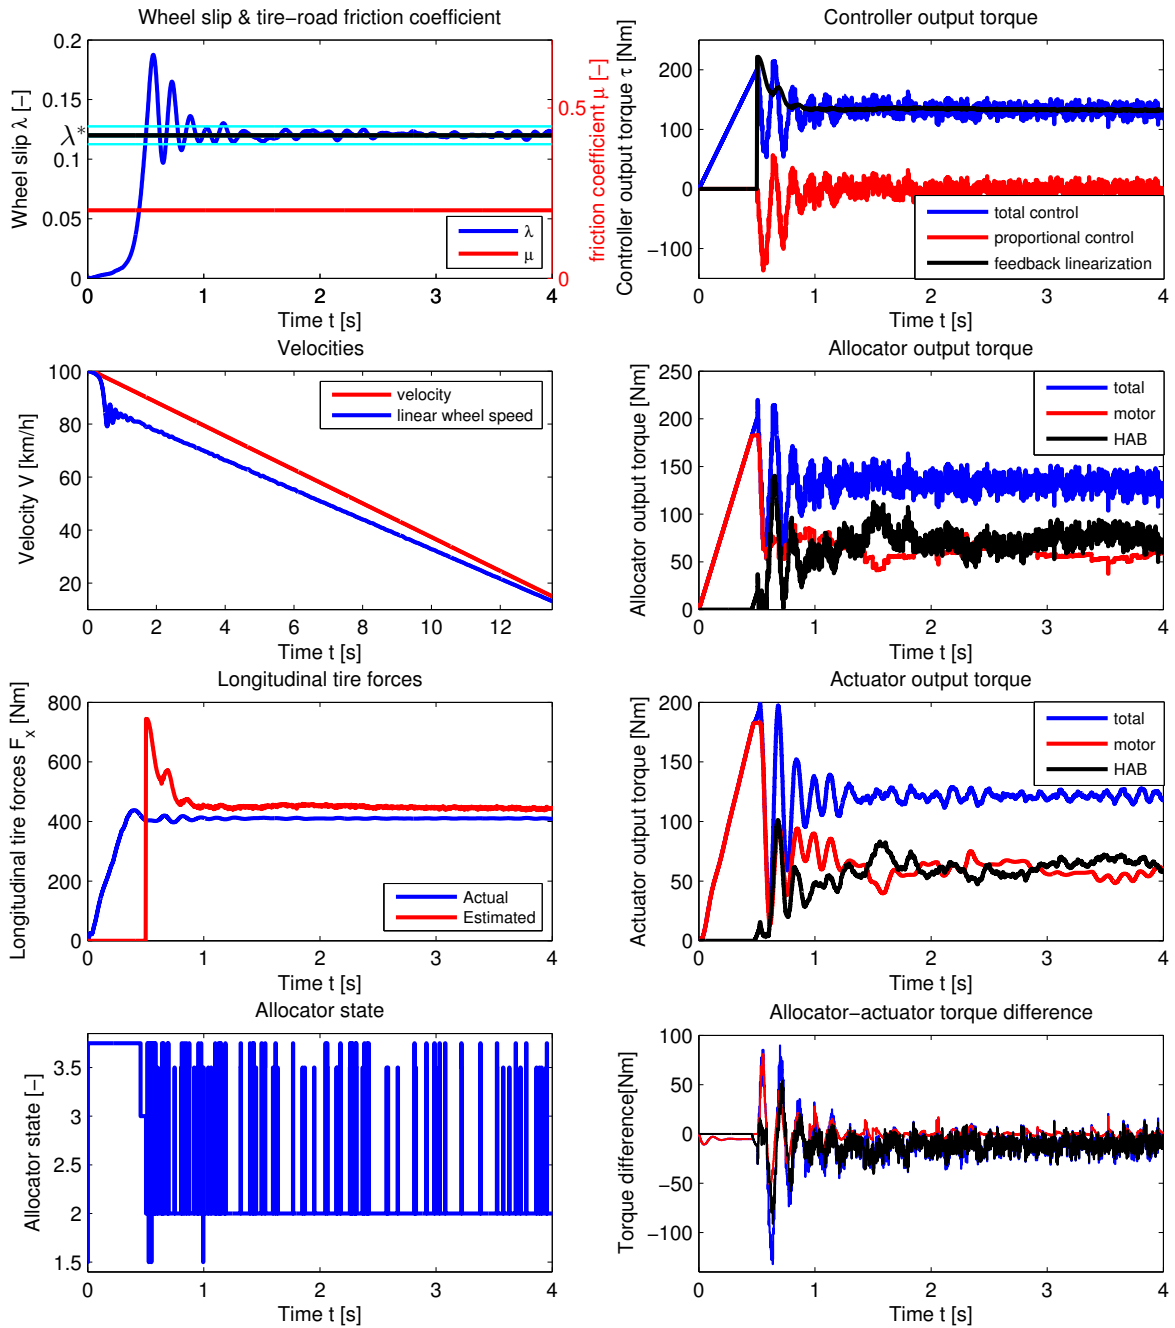 Wheel slip & tire−road friction coefficient
Wheel slip λ [−]
0.2
0.15
λ*
0.1
0.05
0
0.5
0
friction coefficient μ [−]
λ
μ
0 1 2 3 4
Time t [s]
Controller output torque
Controller output torque τ [Nm]
200
100
0
−100
total control
proportional control
feedback linearization
0 1 2 3 4
Time t [s]
Velocities
Velocity V [km/h]
100
80
60
40
20
velocity
linear wheel speed
0 2 4 6 8 10 12
Time t [s]
Allocator output torque
Allocator output torque [Nm]
250
200
150
100
50
0
total
motor
HAB
0 1 2 3 4
Time t [s]
Longitudinal tire forces
Longitudinal tire forces F_x [Nm]
800
600
400
200
0
Actual
Estimated
0 1 2 3 4
Time t [s]
Actuator output torque
Actuator output torque [Nm]
200
150
100
50
0
total
motor
HAB
0 1 2 3 4
Time t [s]
Allocator state
Allocator state [−]
3.5
3
2.5
2
1.5
0 1 2 3 4
Time t [s]
Allocator−actuator torque difference
Torque difference[Nm]
100
50
0
−50
−100
0 1 2 3 4
Time t [s]